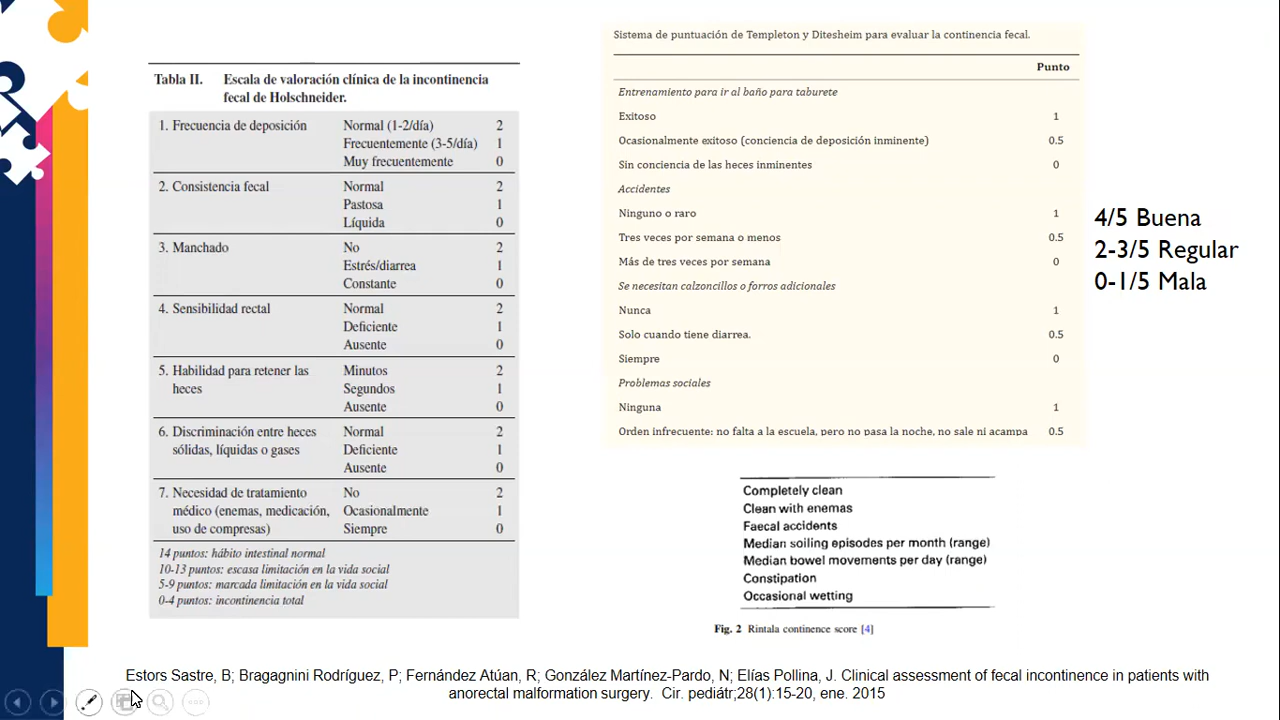 Tabla II. Escala de valoración clínica de la incontinencia
fecal de Holschneider.
1. Frecuencia de deposición Normal (1-2/día) 2
Frecuentemente (3-5/día) 1
Muy frecuentemente 0
2. Consistencia fecal Normal 2
Pastosa 1
Líquida 0
3. Manchado No 2
Estrés/diarrea 1
Constante 0
4. Sensibilidad rectal Normal 2
Deficiente 1
Ausente 0
5. Habilidad para retener las Minutos 2
heces Segundos 1
Ausente 0
6. Discriminación entre heces Normal 2
sólidas, líquidas o gases Deficiente 1
Ausente 0
7. Necesidad de tratamiento No 2
médico (enemas, medicación, Ocasionalmente 1
uso de compresas) Siempre 0
14 puntos: hábito intestinal normal
10-13 puntos: escasa limitación en la vida social
5-9 puntos: marcada limitación en la vida social
0-4 puntos: incontinencia total
Sistema de puntuación de Templeton y Ditesheim para evaluar la continencia fecal.
Punto
Entrenamiento para ir al baño para taburete
Exitoso 1
Ocasionalmente exitoso (conciencia de deposición inminente) 0.5
Sin conciencia de las heces inminentes 0
Accidentes
Ninguno o raro 1
Tres veces por semana o menos 0.5
Más de tres veces por semana 0
Se necesitan calzoncillos o forros adicionales
Nunca 1
Solo cuando tiene diarrea. 0.5
Siempre 0
Problemas sociales
Ninguna 1
Orden infrecuente: no falta a la escuela, pero no pasa la noche, no sale ni acampa 0.5
4/5 Buena
2-3/5 Regular
0-1/5 Mala
Completely clean
Clean with enemas
Faecal accidents
Median soiling episodes per month (range)
Median bowel movements per day (range)
Constipation
Occasional wetting
Fig. 2 Rintala continence score [4]
Estors Sastre, B; Bragagnini Rodríguez, P; Fernández Atúan, R; González Martínez-Pardo, N; Elías Pollina, J. Clinical assessment of fecal incontinence in patients with
anorectal malformation surgery. Cir. pediátr;28(1):15-20, ene. 2015